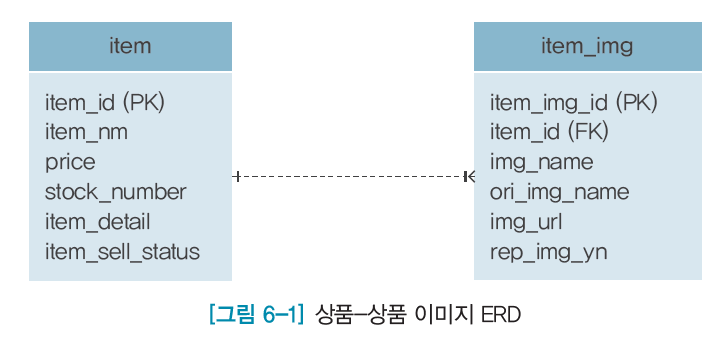 item
item_id (PK)
item_nm
price
stock_number
item_detail
item_sell_status
item_img
item_img_id (PK)
item_id (FK)
img_name
ori_img_name
img_url
rep_img_yn
[그림 6-1] 상품-상품 이미지 ERD